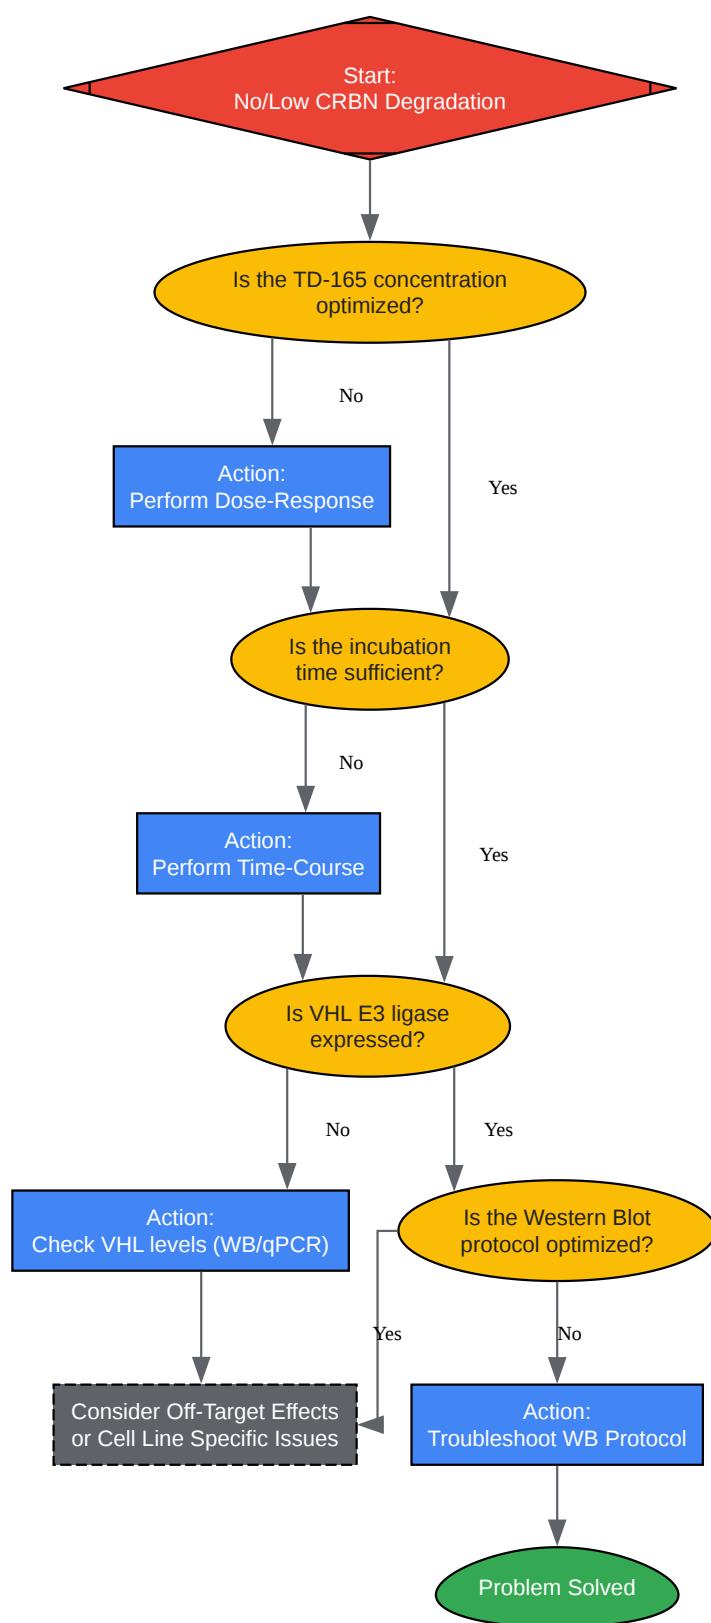 Start:
No/Low CRBN Degradation
Is the TD-165 concentration
optimized?
No
Yes
Action:
Perform Dose-Response
Is the incubation
time sufficient?
No
Yes
Action:
Perform Time-Course
Is VHL E3 ligase
expressed?
No
Yes
Action:
Check VHL levels (WB/qPCR)
Is the Western Blot
protocol optimized?
Yes
No
Consider Off-Target Effects
or Cell Line Specific Issues
Action:
Troubleshoot WB Protocol
Problem Solved